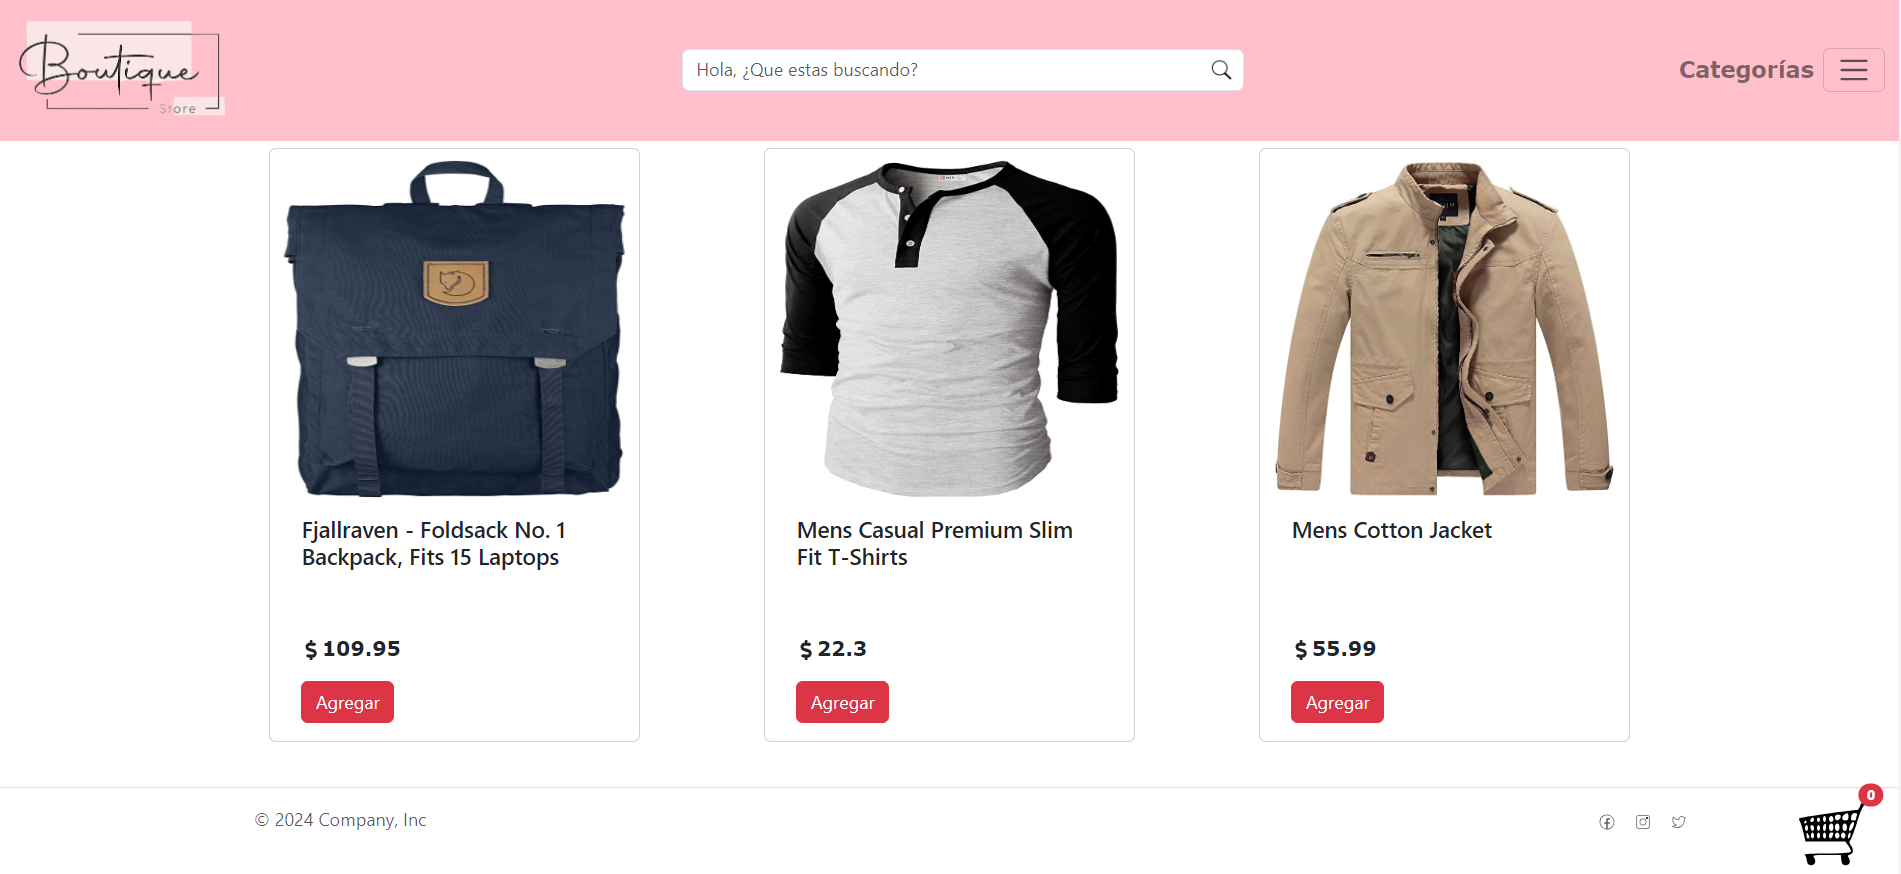 Boutique
Store
Hola, ¿Que estas buscando?
Categorías
Fjallraven - Foldsack No. 1
Backpack, Fits 15 Laptops
$ 109.95
Agregar
Mens Casual Premium Slim
Fit T-Shirts
$ 22.3
Agregar
Mens Cotton Jacket
$ 55.99
Agregar
© 2024 Company, Inc
0